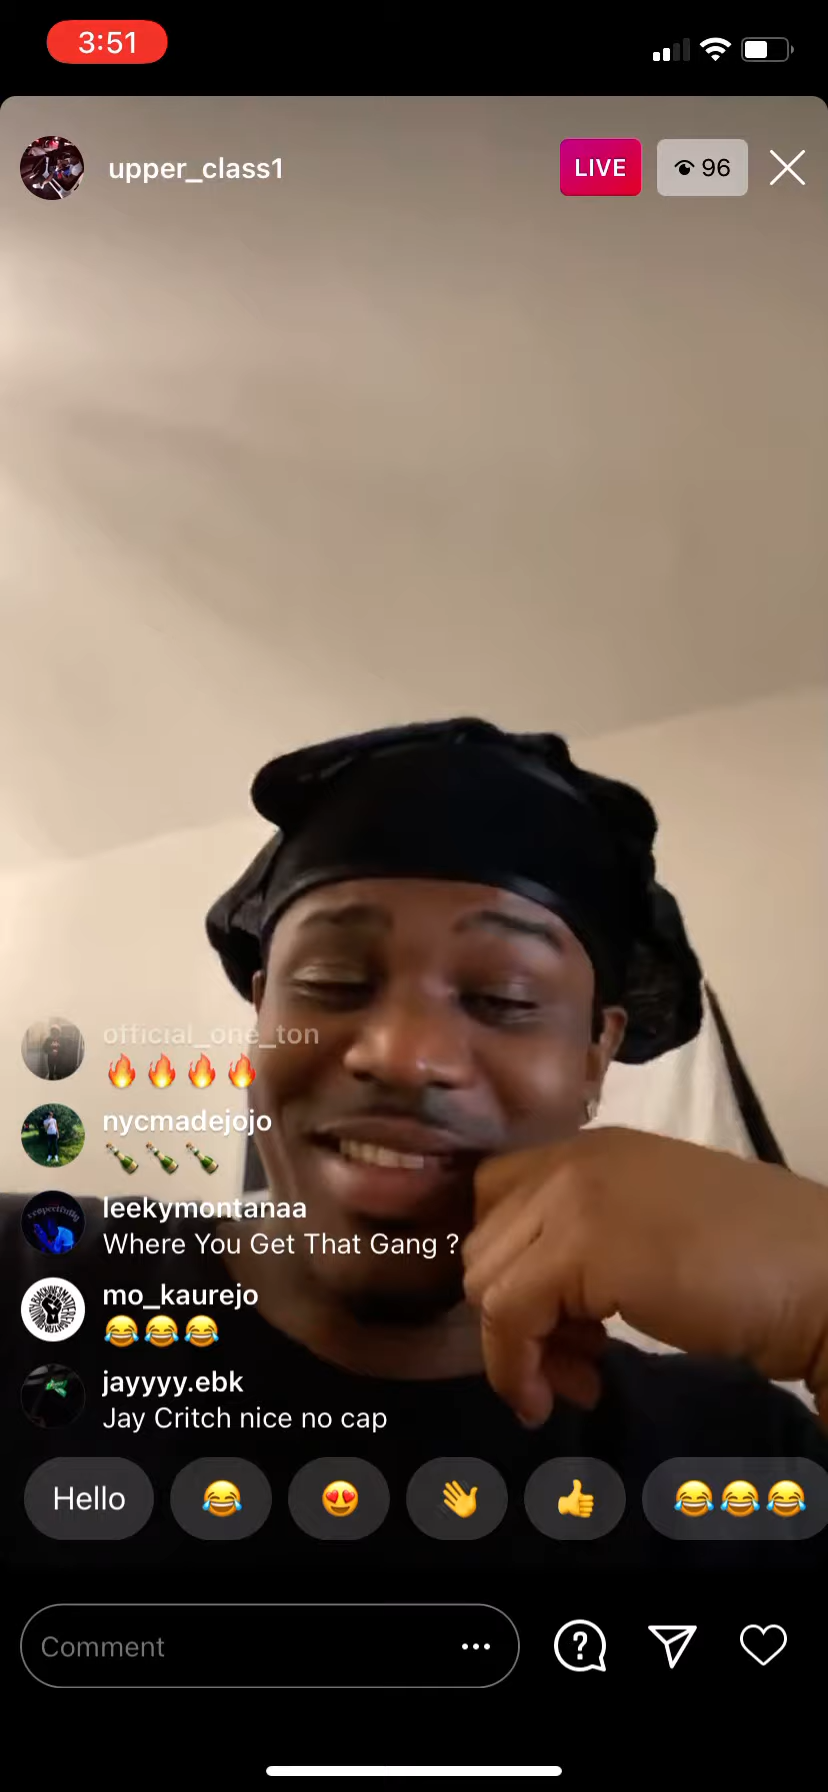 3:51
upper_class1
LIVE
96
official_one_ton
🔥 🔥 🔥 🔥
nycmadejojo
🍾 🍾 🍾
leekymontanaa
Where You Get That Gang ?
mo_kaurejo
😂😂😂
jayyyy.ebk
Jay Critch nice no cap
Hello 😂 😍 👋 👍 😂😂😂
Comment